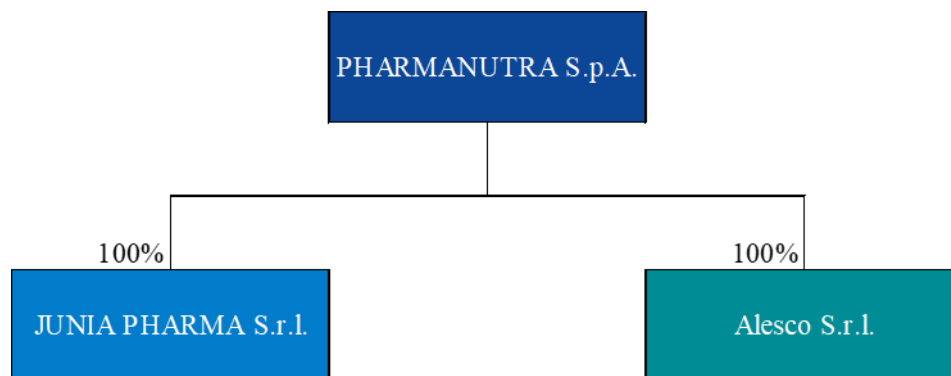 PHARMANUTRA S.p.A.
100%
100%
JUNIA PHARMA S.r.l.
Alesco S.r.l.